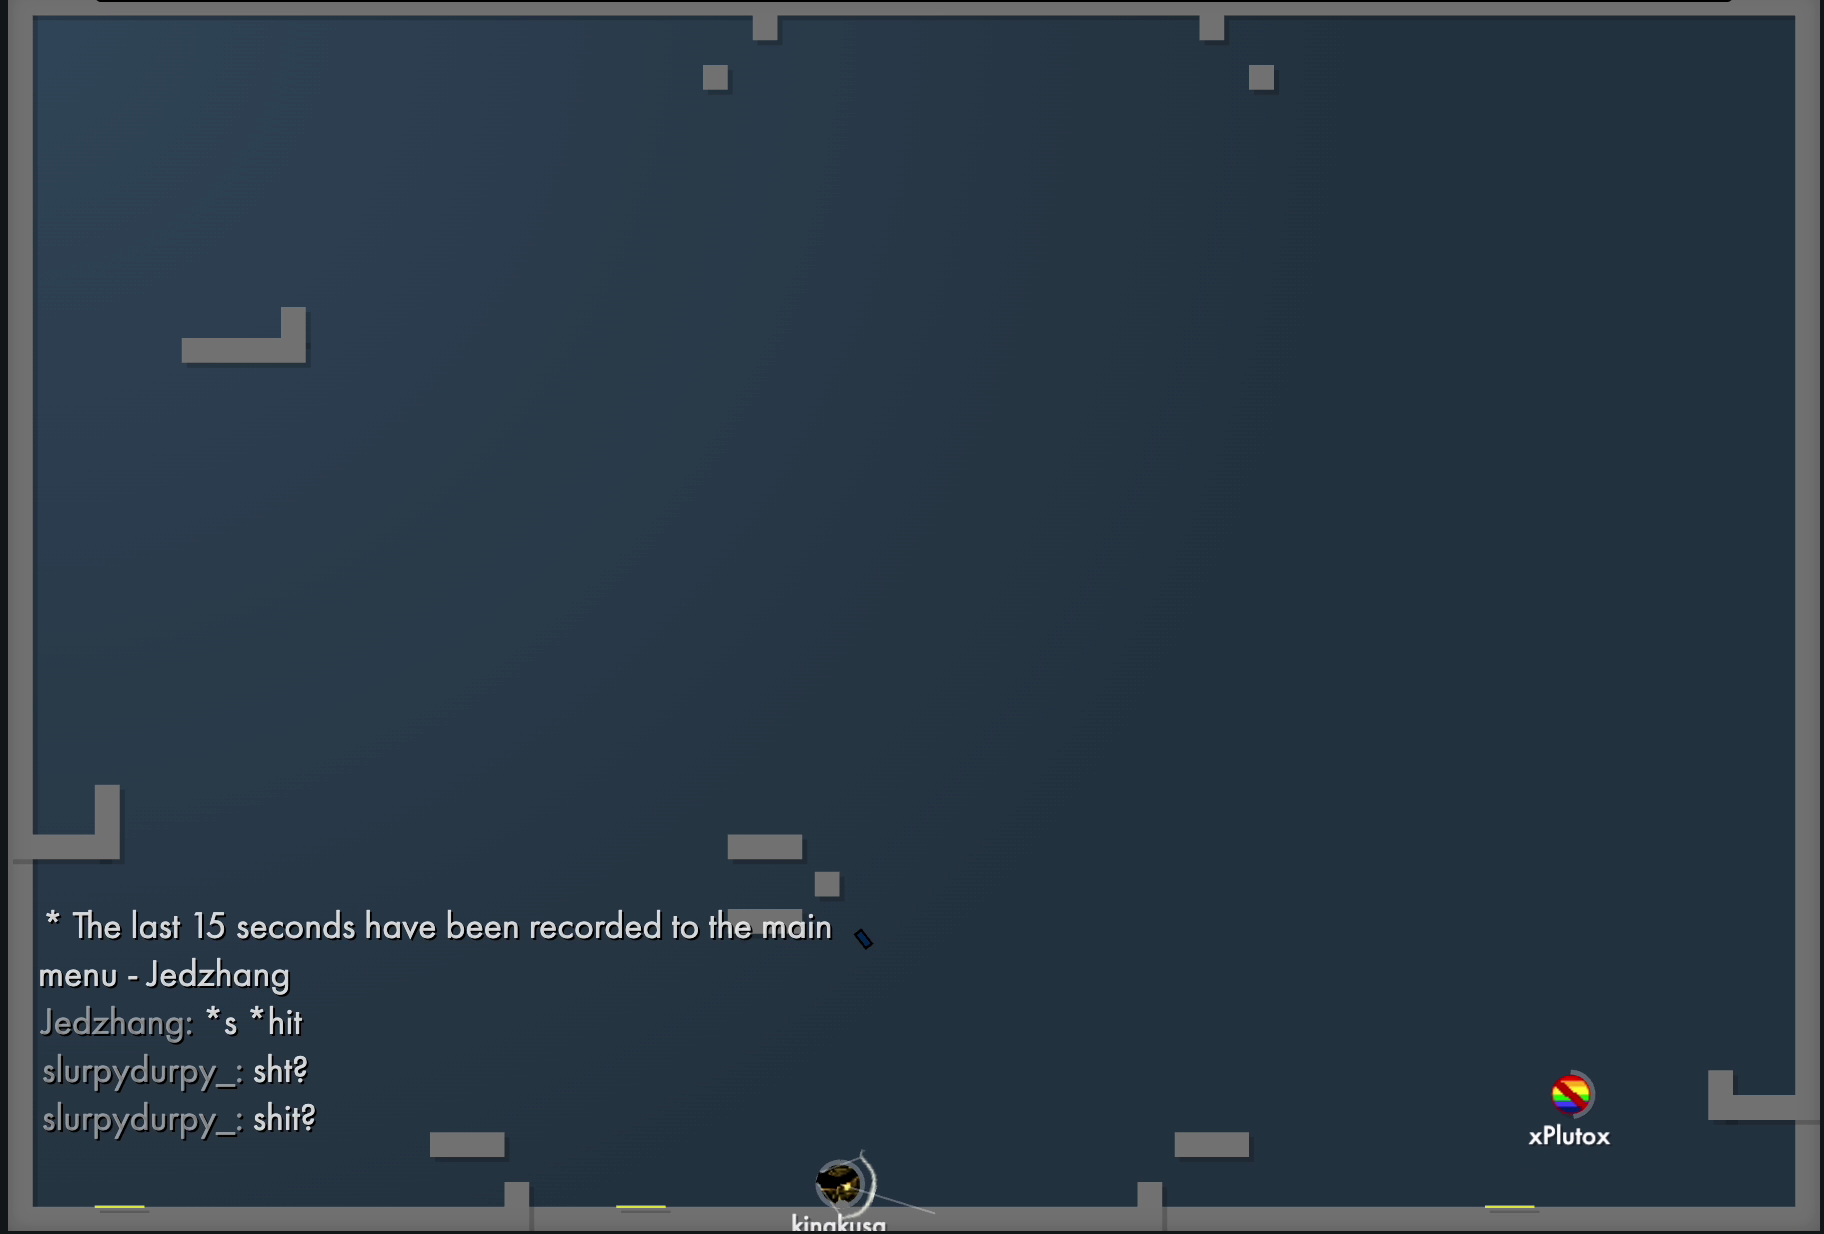 * The last 15 seconds have been recorded to the main
menu - Jedzhang
Jedzhang: *s *hit
slurpydurpy_: sht?
slurpydurpy_: shit?
xPlutox
kingkusa